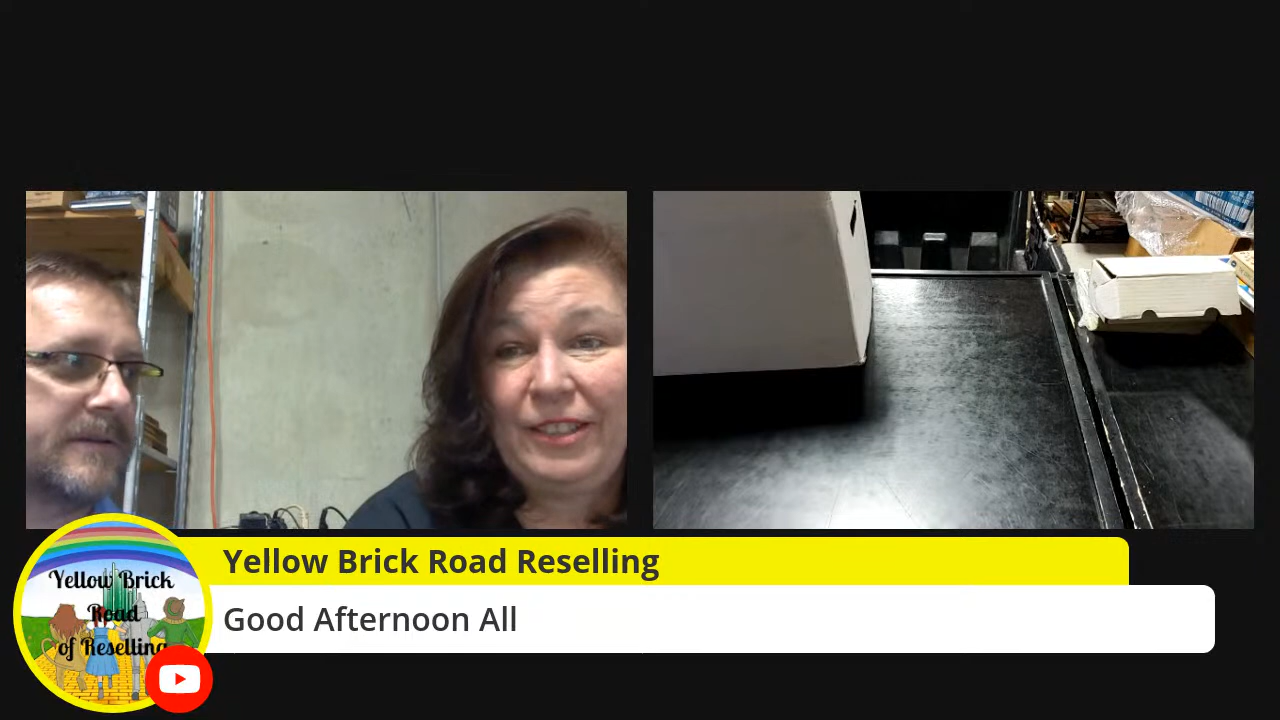 Yellow Brick Road Reselling
Good Afternoon All
Yellow Brick
Road
of Reselling